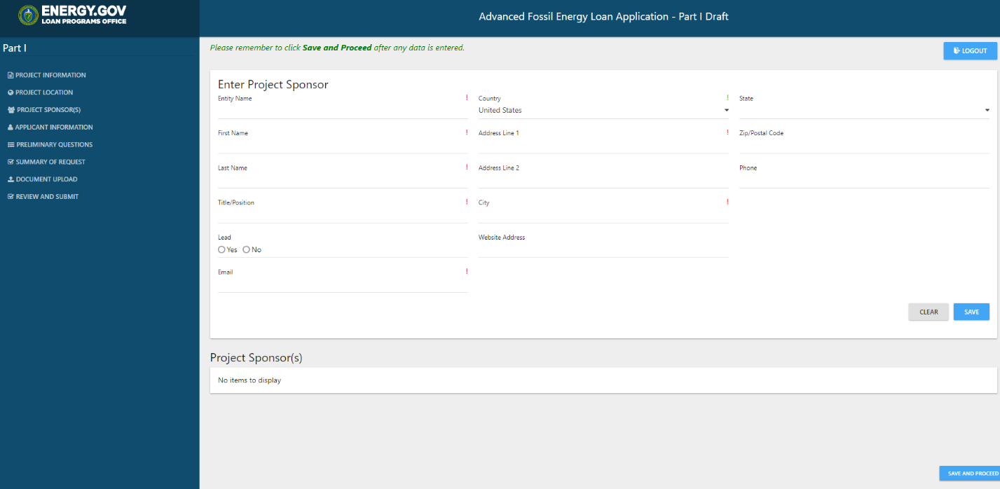 ENERGY.GOV
LOAN PROGRAMS OFFICE
Advanced Fossil Energy Loan Application - Part I Draft
Part I
Please remember to click Save and Proceed after any data is entered.
LOGOUT
PROJECT INFORMATION
PROJECT LOCATION
PROJECT SPONSOR(S)
APPLICANT INFORMATION
PRELIMINARY QUESTIONS
SUMMARY OF REQUEST
DOCUMENT UPLOAD
REVIEW AND SUBMIT
Enter Project Sponsor
Entity Name !
Country !
United States
State
First Name !
Address Line 1 !
Zip/Postal Code
Last Name !
Address Line 2
Phone
Title/Position !
City !
Lead
Yes No
Website Address
Email !
CLEAR
SAVE
Project Sponsor(s)
No items to display
SAVE AND PROCEED